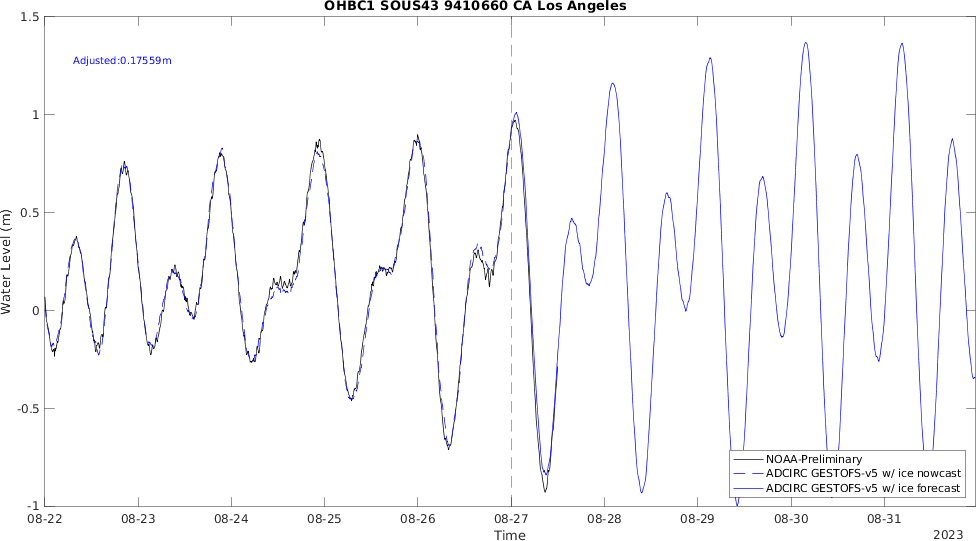 OHBC1 SOUS43 9410660 CA Los Angeles
1.5
Adjusted:0.17559m
1
0.5
Water Level (m)
0
-0.5
NOAA-Preliminary
ADCIRC GESTOFS-v5 w/ ice nowcast
ADCIRC GESTOFS-v5 w/ ice forecast
-1
08-22 08-23 08-24 08-25 08-26 08-27 08-28 08-29 08-30 08-31
Time
2023